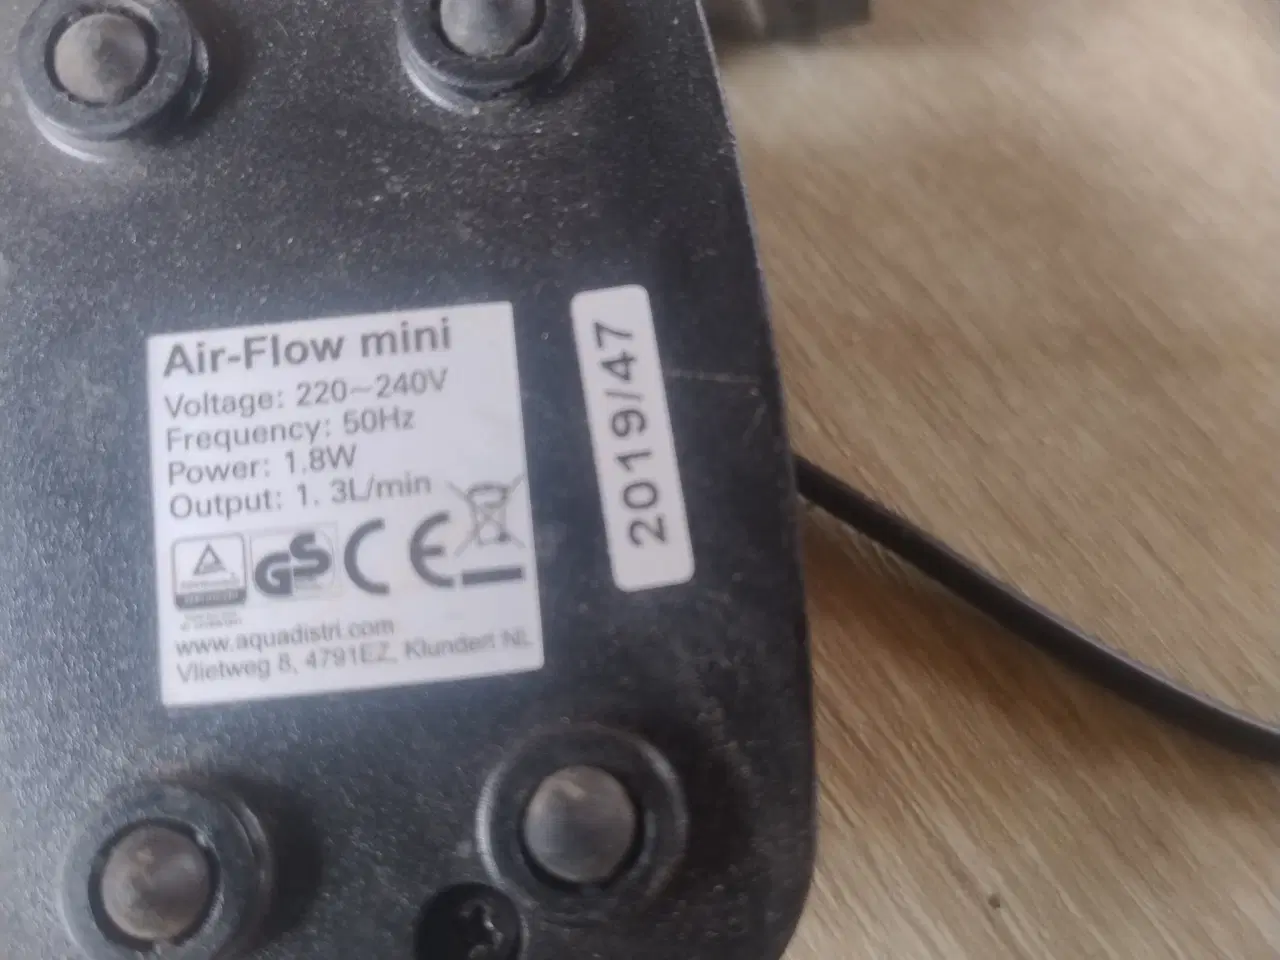 Air-Flow mini
Voltage: 220~240V
Frequency: 50Hz
Power: 1.8W
Output: 1. 3L/min
GS CE
www.aquadistri.com
Vlietweg 8, 4791EZ, Klundert NL
2019/47